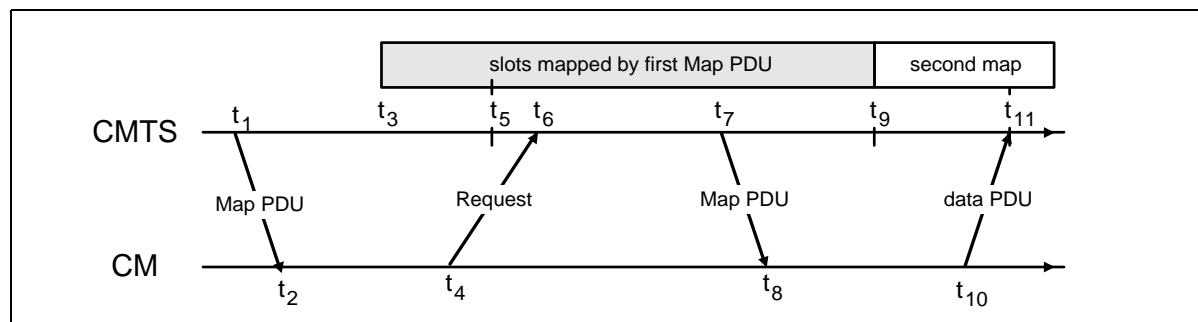 slots mapped by first Map PDU second map
t1 t3 t5 t6 t7 t9 t11
CMTS
Map PDU Request Map PDU data PDU
CM
t2 t4 t8 t10